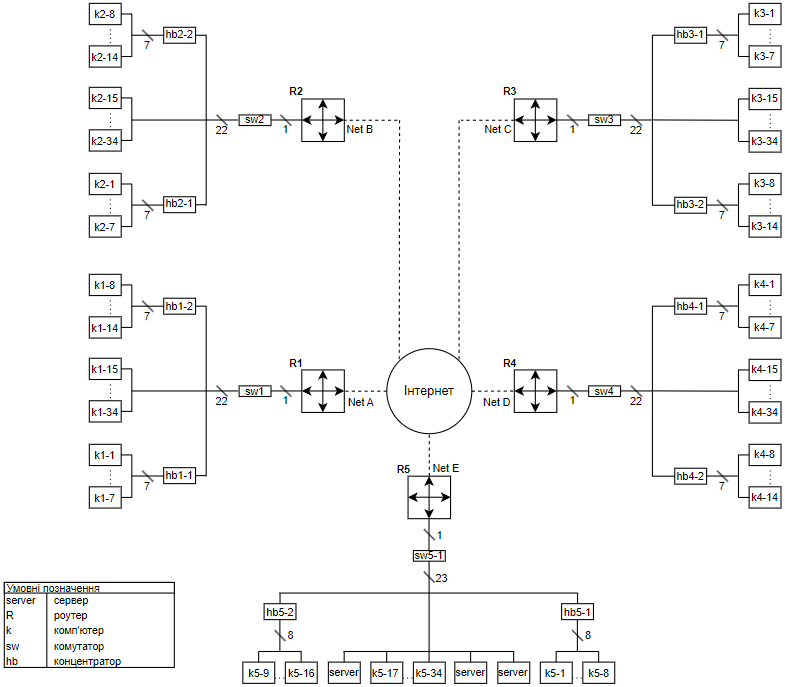 k2-8
7
hb2-2
k2-14
k2-15
k2-34
22
sw2
1
R2
Net B
k2-1
7
hb2-1
k2-7
k3-1
hb3-1
7
k3-7
R3
Net C
1
sw3
22
k3-15
k3-34
k3-8
hb3-2
7
k3-14
k1-8
7
hb1-2
k1-14
k1-15
k1-34
22
sw1
1
R1
Net A
k1-1
7
hb1-1
k1-7
Інтернет
k4-1
hb4-1
7
k4-7
R4
Net D
1
sw4
22
k4-15
k4-34
k4-8
hb4-2
7
k4-14
R5
Net E
1
sw5-1
23
hb5-2
8
hb5-1
8
k5-9
k5-16
server
k5-17
k5-34
server
server
k5-1
k5-8
Умовні позначення
server сервер
R роутер
k комп'ютер
sw комутатор
hb концентратор